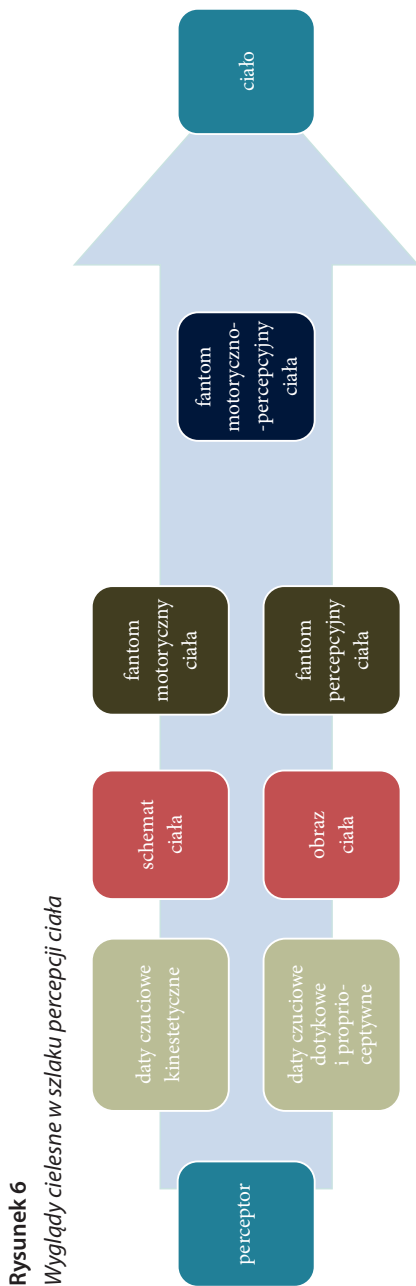 Rysunek 6
Wyglądy cielesne w szlaku percepcji ciała
perceptor
daty czuciowe
kinestetyczne
daty czuciowe
dotykowe
i proprio-
ceptywne
schemat
ciała
obraz
ciała
fantom
motoryczny
ciała
fantom
percepcyjny
ciała
fantom
motoryczno-
-percepcyjny
ciała
ciało